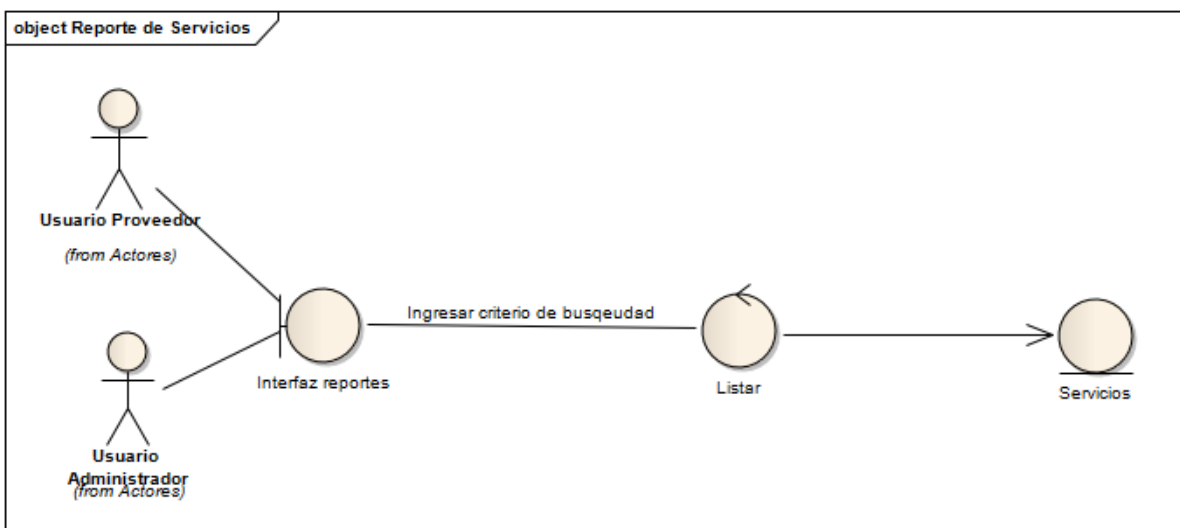 object Reporte de Servicios
Usuario Proveedor
(from Actores)
Ingresar criterio de busqeudad
Interfaz reportes
Listar
Servicios
Usuario
Administrador
(from Actores)